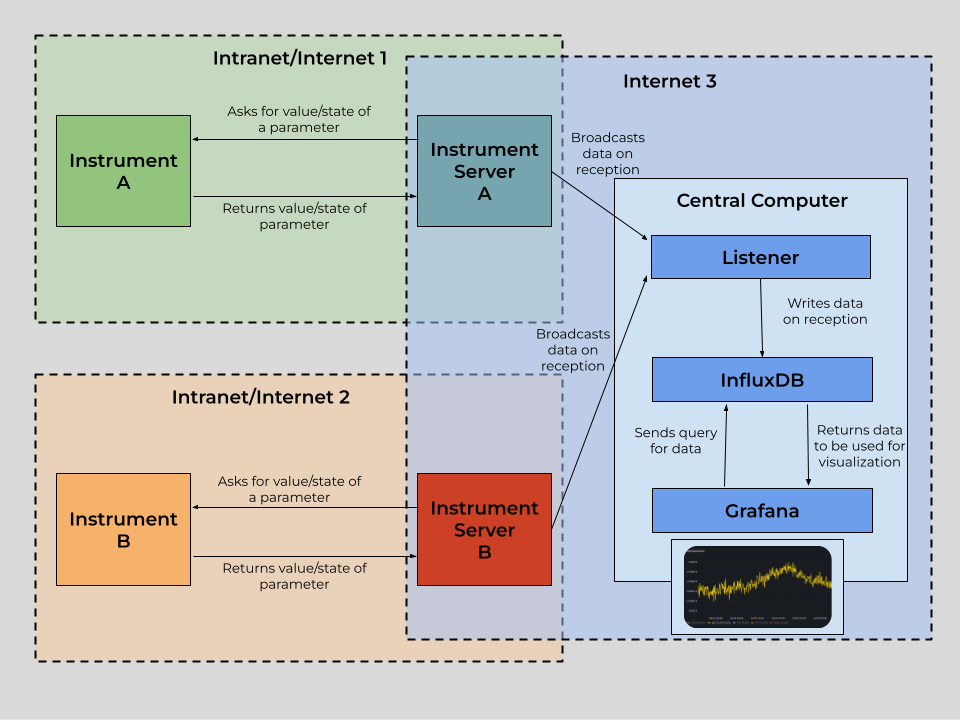 Intranet/Internet 1
Internet 3
Asks for value/state of
a parameter
Instrument
A
Instrument
Server
A
Returns value/state of
parameter
Broadcasts
data on
reception
Central Computer
Listener
Writes data
on reception
Broadcasts
data on
reception
InfluxDB
Intranet/Internet 2
Sends query
for data
Returns data
to be used for
visualization
Asks for value/state of
a parameter
Instrument
B
Instrument
Server
B
Returns value/state of
parameter
Grafana